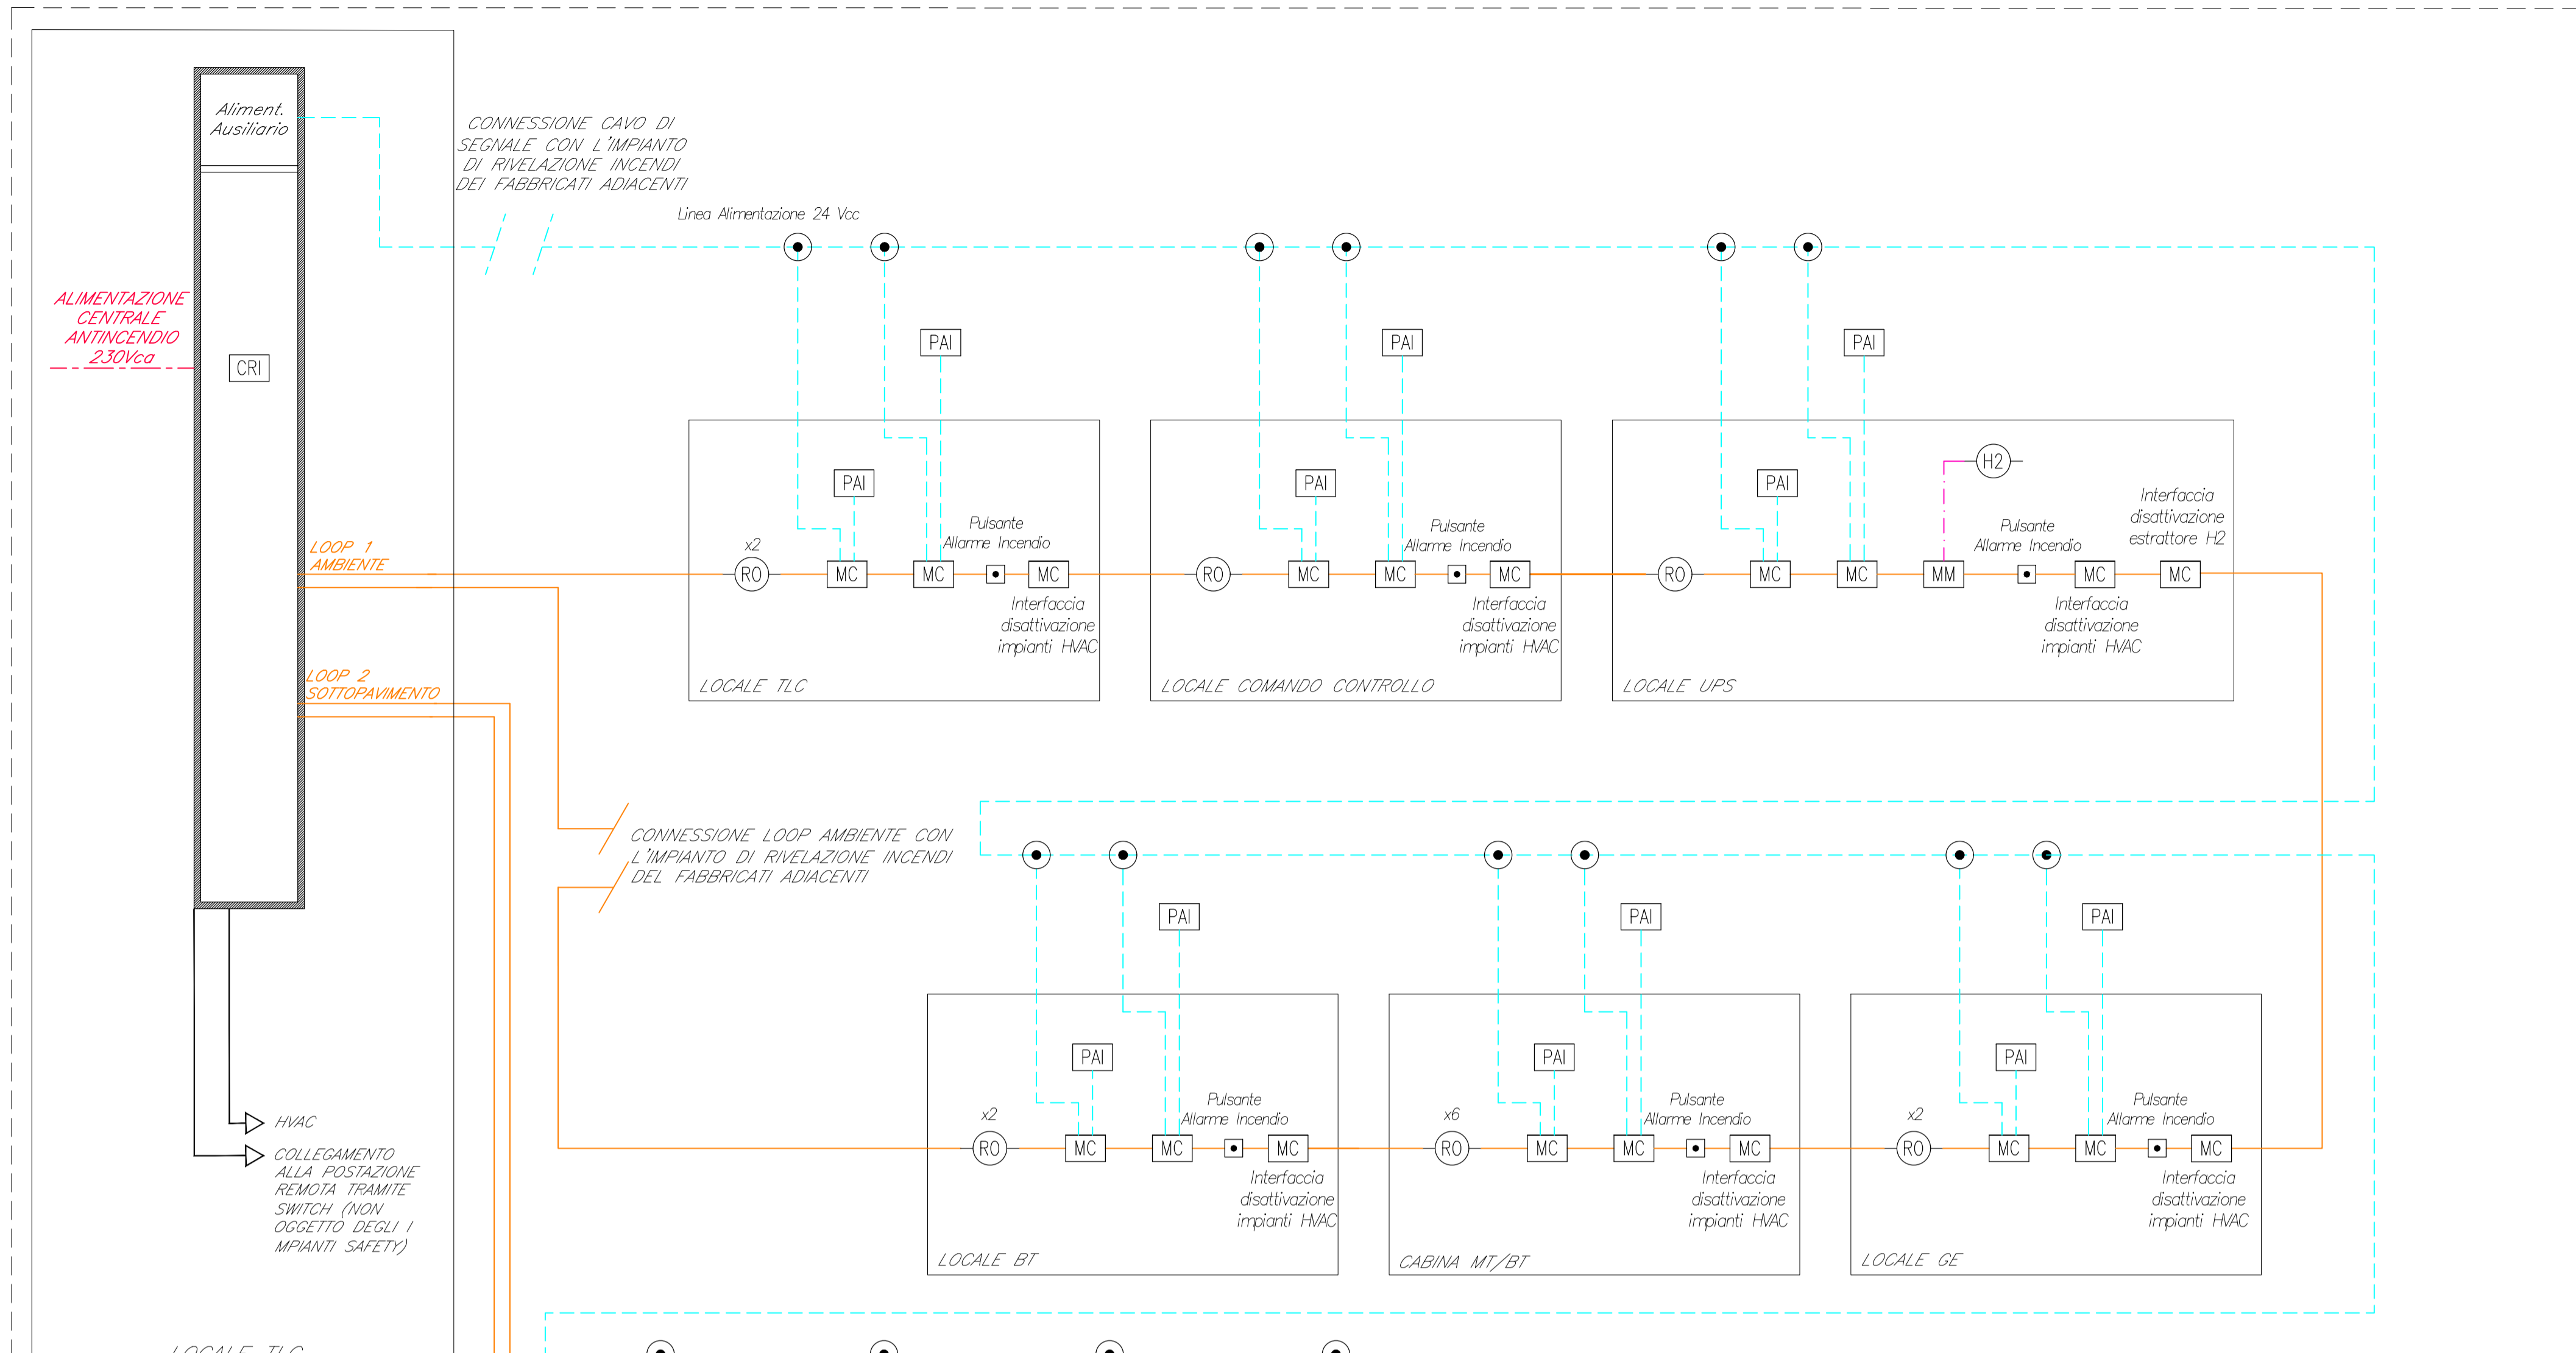 Aliment.
Ausiliario
CONNESSIONE CAVO DI
SEGNALE CON L'IMPIANTO
DI RIVELAZIONE INCENDI
DEI FABBRICATI ADIACENTI
Linea Alimentazione 24 Vcc
ALIMENTAZIONE
CENTRALE
ANTINCENDIO
230Vca
CRI
LOOP 1
AMBIENTE
LOOP 2
SOTTOPAVIMENTO
PAI
PAI
x2
RO
MC
MC
Pulsante
Allarme Incendio
MC
Interfaccia
disattivazione
impianti HVAC
LOCALE TLC
PAI
PAI
RO
MC
MC
Pulsante
Allarme Incendio
MC
Interfaccia
disattivazione
impianti HVAC
LOCALE COMANDO CONTROLLO
PAI
PAI
H2
RO
MC
MC
MM
Pulsante
Allarme Incendio
MC
Interfaccia
disattivazione
impianti HVAC
Interfaccia
disattivazione
estrattore H2
MC
LOCALE UPS
CONNESSIONE LOOP AMBIENTE CON
L'IMPIANTO DI RIVELAZIONE INCENDI
DEL FABBRICATI ADIACENTI
PAI
PAI
x2
RO
MC
MC
Pulsante
Allarme Incendio
MC
Interfaccia
disattivazione
impianti HVAC
LOCALE BT
PAI
PAI
x6
RO
MC
MC
Pulsante
Allarme Incendio
MC
Interfaccia
disattivazione
impianti HVAC
CABINA MT/BT
PAI
PAI
x2
RO
MC
MC
Pulsante
Allarme Incendio
MC
Interfaccia
disattivazione
impianti HVAC
LOCALE GE
HVAC
COLLEGAMENTO
ALLA POSTAZIONE
REMOTA TRAMITE
SWITCH (NON
OGGETTO DEGLI I
MPIANTI SAFETY)
LOCALE TLC